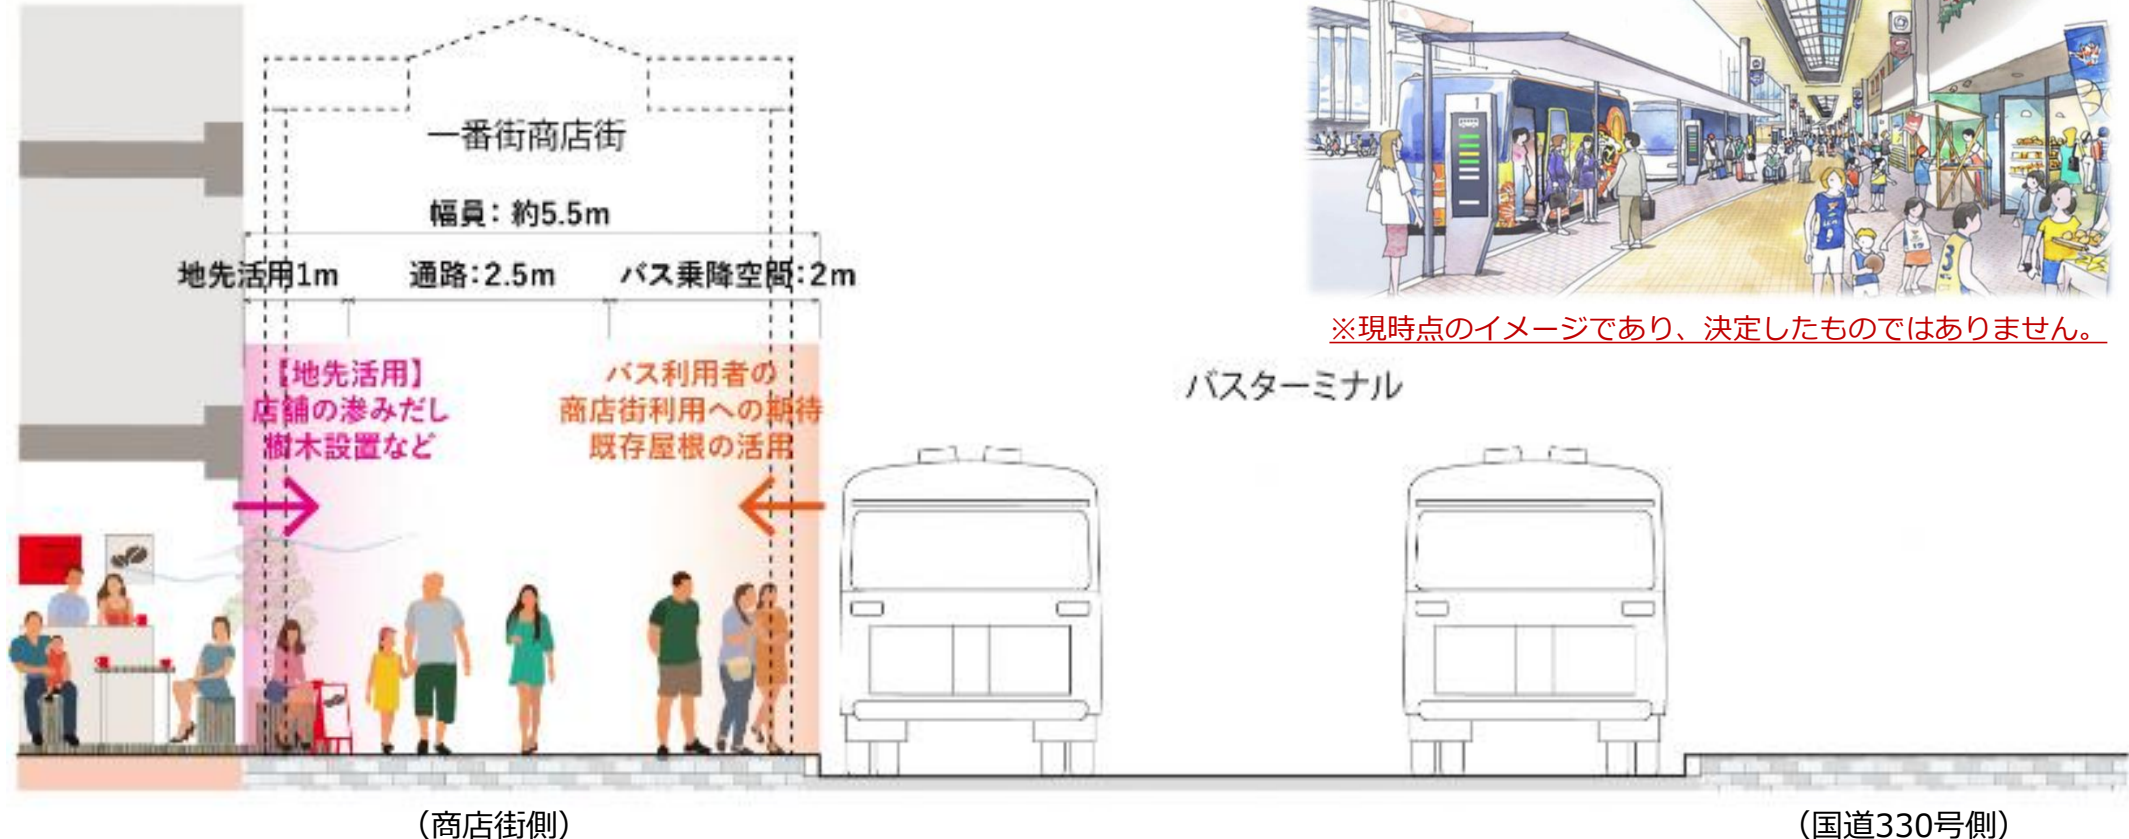 一番街商店街
幅員：約5.5m
地先活用1m
通路：2.5m
バス乗降空間：2m
【地先活用】
店舗の滲みだし
樹木設置など
バス利用者の
商店街利用への期待
既存屋根の活用
1
3
※現時点のイメージであり、決定したものではありません。
バスターミナル
（商店街側）
（国道330号側）